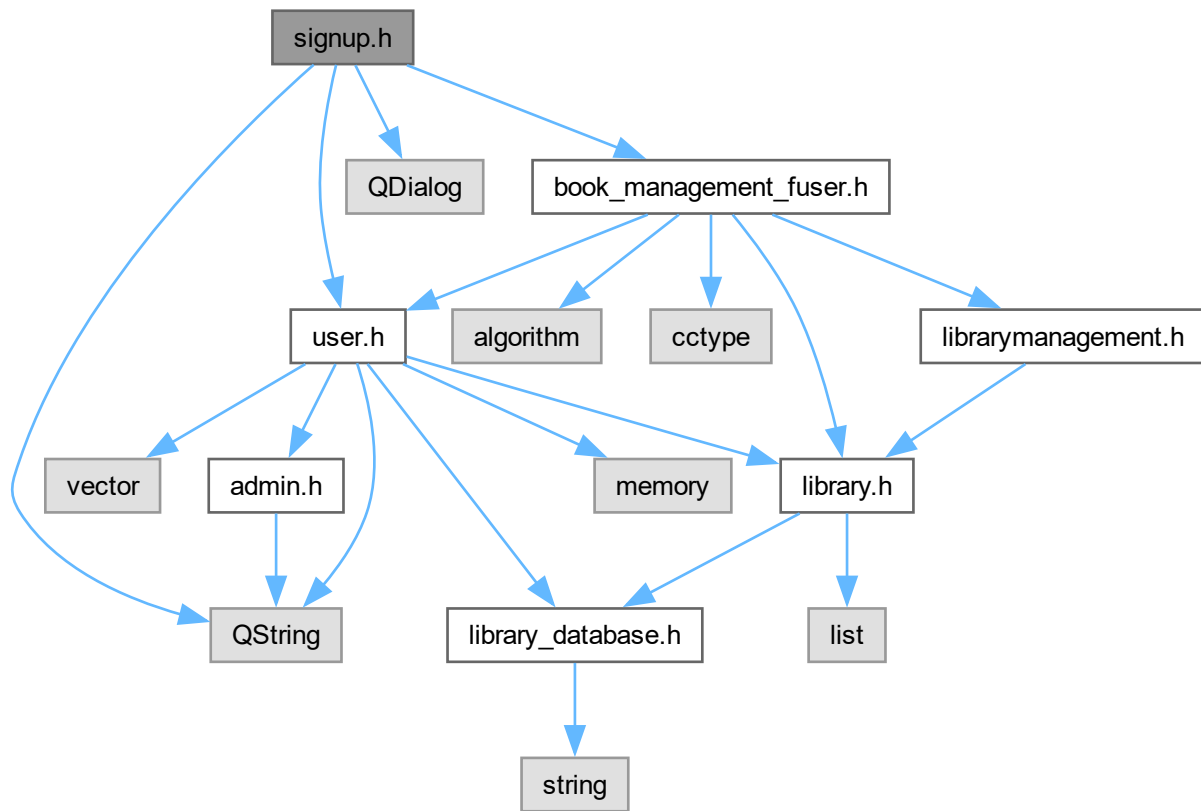 signup.h
QDialog
book_management_fuser.h
user.h
algorithm
cctype
librarymanagement.h
vector
admin.h
memory
library.h
QString
library_database.h
list
string